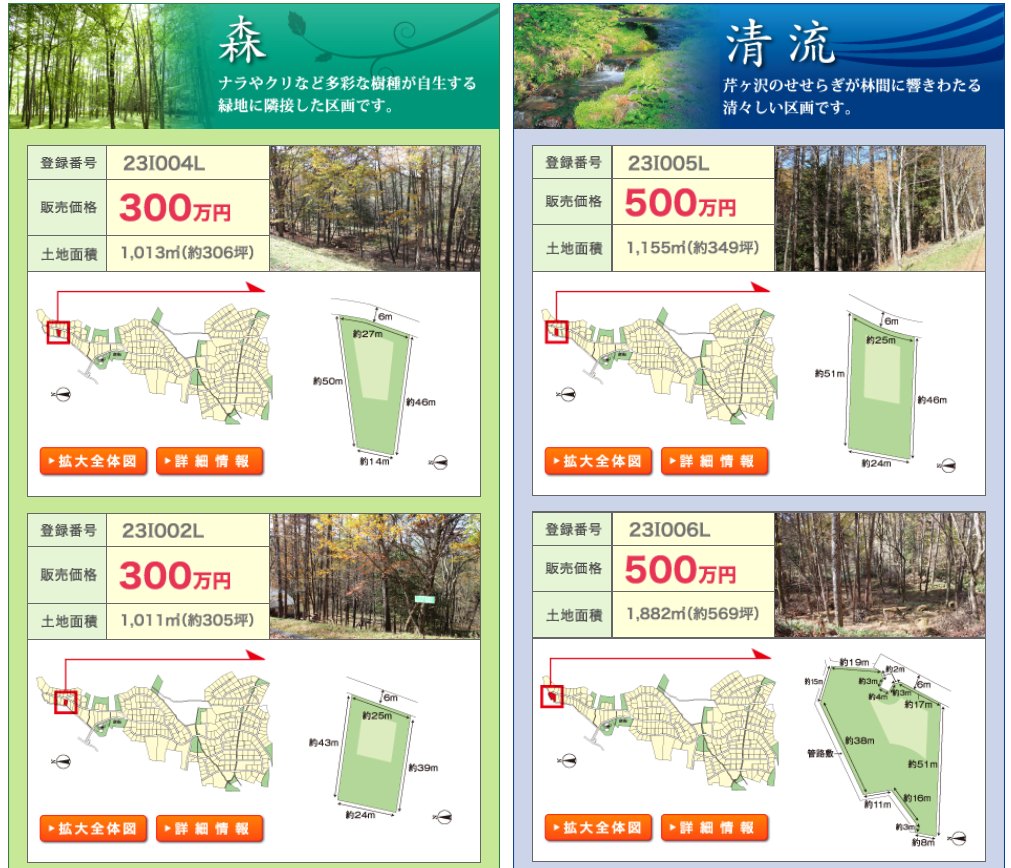 森
ナラやクリなど多彩な樹種が自生する
緑地に隣接した区画です。
登録番号 23I004L
販売価格 300万円
土地面積 1,013㎡(約306坪)
6m
約27m
約50m
約46m
約14m
N
▶拡大全体図 ▶詳細情報
登録番号 23I002L
販売価格 300万円
土地面積 1,011㎡(約305坪)
6m
約25m
約43m
約39m
約24m
N
▶拡大全体図 ▶詳細情報
清流
芹ヶ沢のせせらぎが林間に響きわたる
清々しい区画です。
登録番号 23I005L
販売価格 500万円
土地面積 1,155㎡(約349坪)
6m
約25m
約51m
約46m
約24m
N
▶拡大全体図 ▶詳細情報
登録番号 23I006L
販売価格 500万円
土地面積 1,882㎡(約569坪)
約19m
約2m
約15m
約3m
6m
約4m
約3m
約17m
約38m
管路敷
約51m
約16m
約11m
約3m
約8m
N
▶拡大全体図 ▶詳細情報